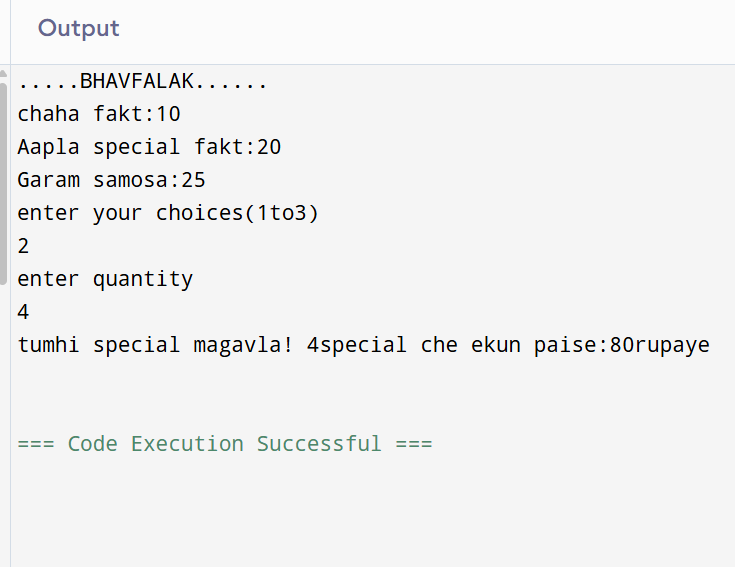 Output
.....BHAVFALAK......
chaha fakt:10
Aapla special fakt:20
Garam samosa:25
enter your choices(1to3)
2
enter quantity
4
tumhi special magavla! 4special che ekun paise:80rupaye
=== Code Execution Successful ===